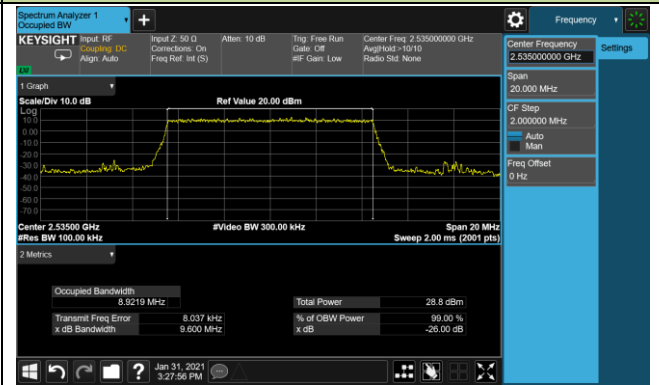 Spectrum Analyzer 1
Occupied BW
Frequency
KEYSIGHT
Input: RF
Coupling: DC
Align: Auto
Input Z: 50 Ω
Corrections: On
Freq Ref: Int (S)
Atten: 10 dB
Trig: Free Run
Gate: Off
#IF Gain: Low
Center Freq: 2.535000000 GHz
Avg|Hold:>10/10
Radio Std: None
Center Frequency
2.535000000 GHz
Settings
Span
20.000 MHz
CF Step
2.000000 MHz
Auto
Man
Freq Offset
0 Hz
1 Graph
Scale/Div 10.0 dB
Ref Value 20.00 dBm
Log
10.0
0.00
-10.0
-20.0
-30.0
-40.0
-50.0
-60.0
-70.0
Center 2.53500 GHz
#Video BW 300.00 kHz
Span 20 MHz
#Res BW 100.00 kHz
Sweep 2.00 ms (2001 pts)
2 Metrics
Occupied Bandwidth
8.9219 MHz
Total Power
28.8 dBm
Transmit Freq Error
8.037 kHz
% of OBW Power
99.00 %
x dB Bandwidth
9.600 MHz
x dB
-26.00 dB
?
Jan 31, 2021
3:27:56 PM